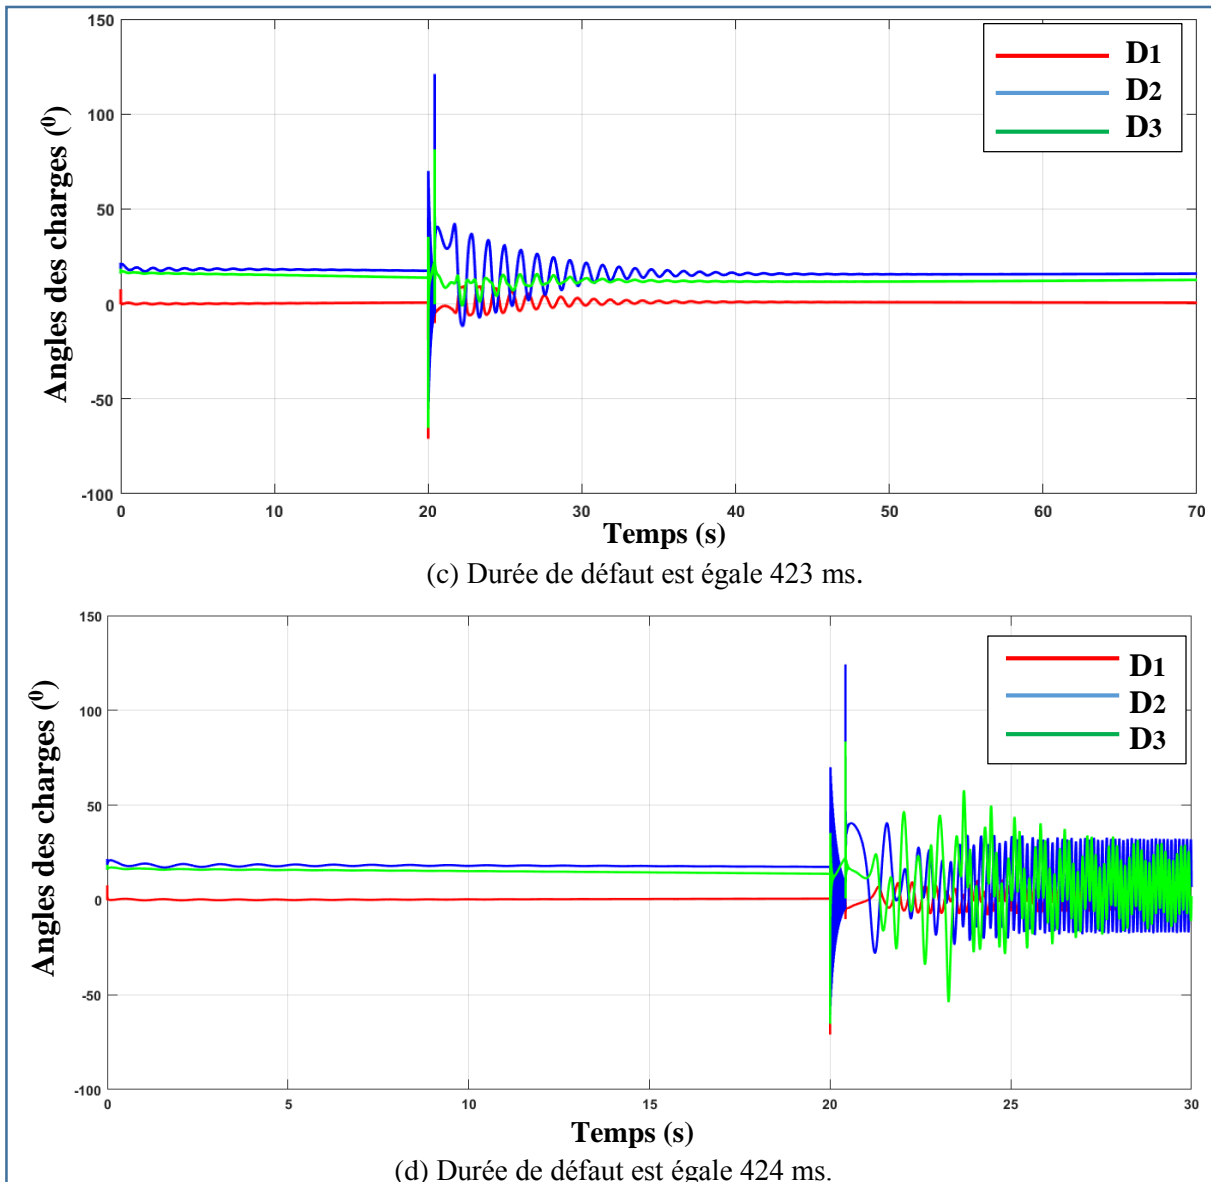 150
100
50
0
-50
-100
Angles des charges (⁰)
D1
D2
D3
0 10 20 30 40 50 60 70
Temps (s)
(c) Durée de défaut est égale 423 ms.
150
100
50
0
-50
-100
Angles des charges (⁰)
D1
D2
D3
0 5 10 15 20 25 30
Temps (s)
(d) Durée de défaut est égale 424 ms.